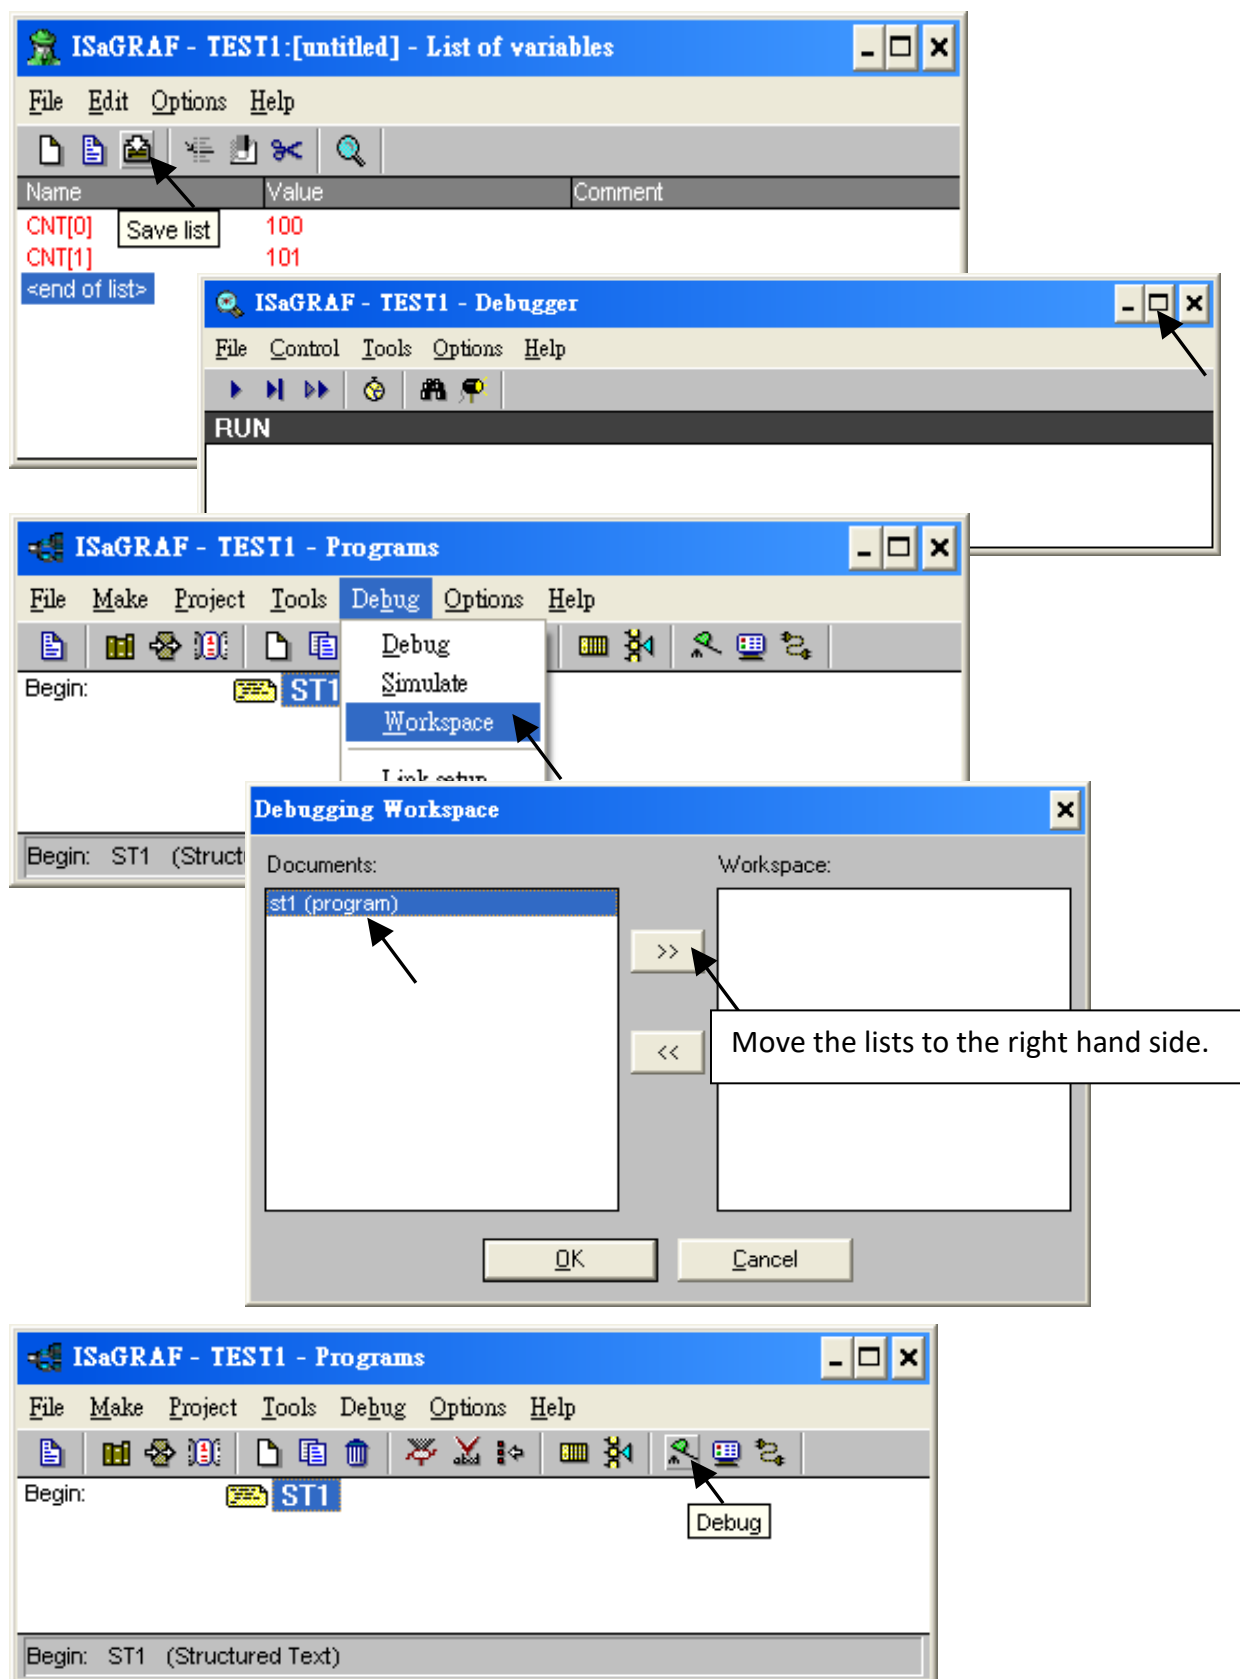 ISaGRAF - TEST1:[untitled] - List of variables
File Edit Options Help
Name Value Comment
CNT[0] 100
Save list
CNT[1] 101
<end of list>
ISaGRAF - TEST1 - Debugger
File Control Tools Options Help
RUN
ISaGRAF - TEST1 - Programs
File Make Project Tools Debug Options Help
Debug
Simulate
Workspace
Link setup
Begin: ST1
Begin: ST1 (Struct
Debugging Workspace
Documents: Workspace:
st1 (program)
>>
Move the lists to the right hand side.
<<
OK Cancel
ISaGRAF - TEST1 - Programs
File Make Project Tools Debug Options Help
Begin: ST1
Debug
Begin: ST1 (Structured Text)